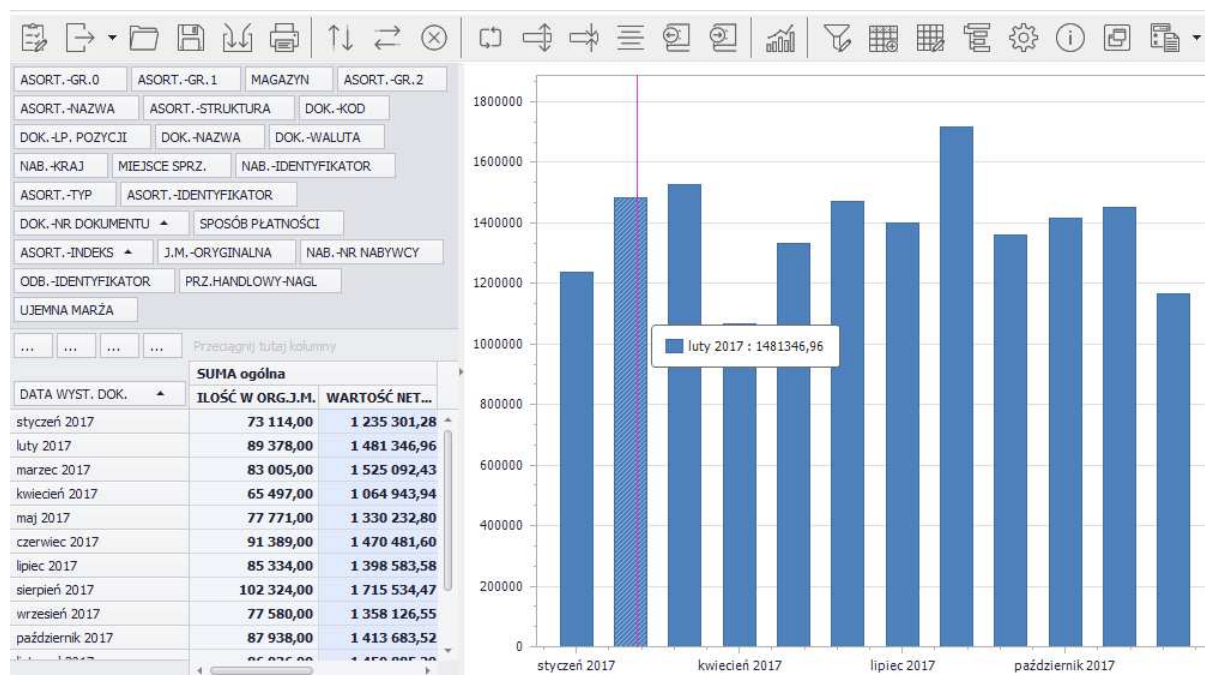 ASORT.-GR.0 ASORT.-GR.1 MAGAZYN ASORT.-GR.2
ASORT.-NAZWA ASORT.-STRUKTURA DOK.-KOD
DOK.-LP. POZYCJI DOK.-NAZWA DOK.-WALUTA
NAB.-KRAJ MIEJSCE SPRZ. NAB.-IDENTYFIKATOR
ASORT.-TYP ASORT.-IDENTYFIKATOR
DOK.-NR DOKUMENTU SPOSÓB PŁATNOŚCI
ASORT.-INDEKS J.M.-ORYGINALNA NAB.-NR NABYWCY
ODB.-IDENTYFIKATOR PRZ.HANDLOWY-NAGL
UJEMNA MARŻA
... ... ... ... Przeciągnij tutaj kolumny
SUMA ogólna
DATA WYST. DOK. ILOŚĆ W ORG.J.M. WARTOŚĆ NET...
styczeń 2017 73 114,00 1 235 301,28
luty 2017 89 378,00 1 481 346,96
marzec 2017 83 005,00 1 525 092,43
kwiecień 2017 65 497,00 1 064 943,94
maj 2017 77 771,00 1 330 232,80
czerwiec 2017 91 389,00 1 470 481,60
lipiec 2017 85 334,00 1 398 583,58
sierpień 2017 102 324,00 1 715 534,47
wrzesień 2017 77 580,00 1 358 126,55
październik 2017 87 938,00 1 413 683,52
1800000
1600000
1400000
1200000
1000000
800000
600000
400000
200000
0
luty 2017 : 1481346,96
styczeń 2017 kwiecień 2017 lipiec 2017 październik 2017